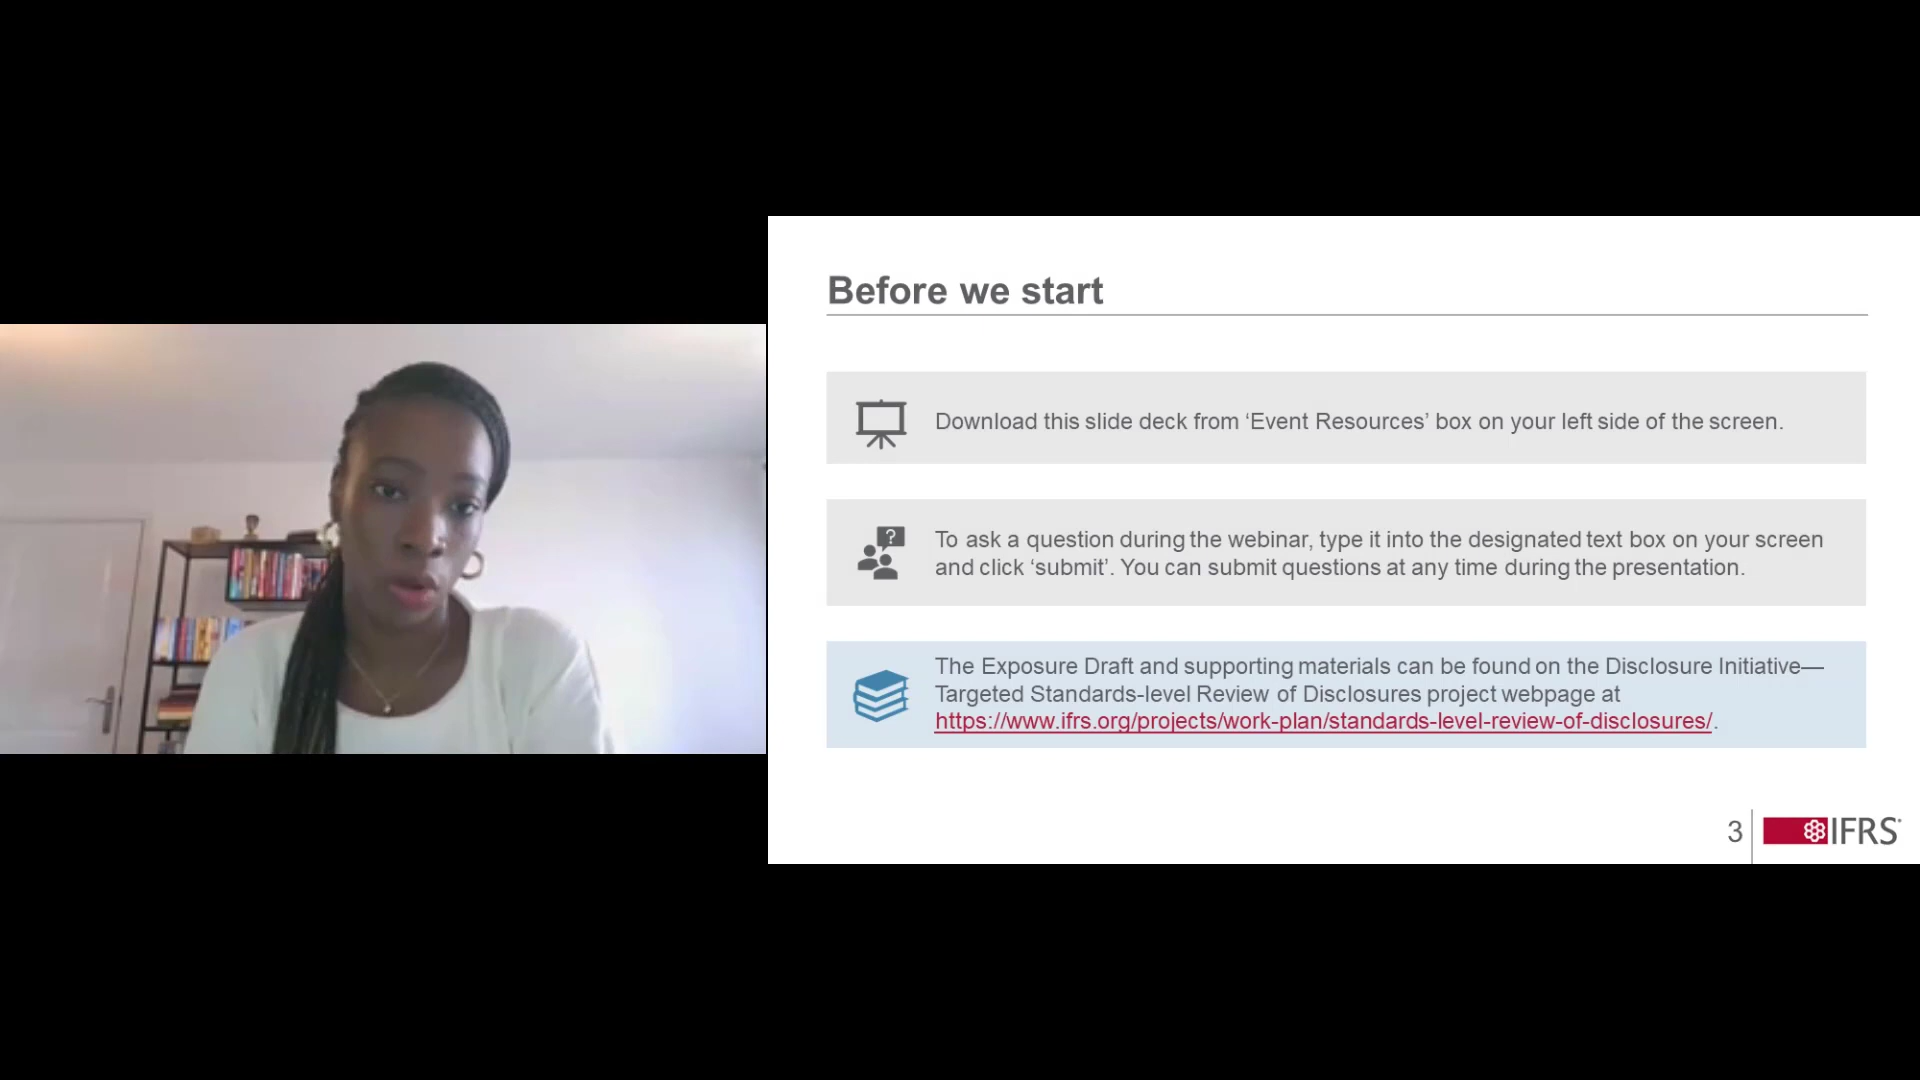 Before we start
Download this slide deck from ‘Event Resources’ box on your left side of the screen.
?
To ask a question during the webinar, type it into the designated text box on your screen
and click ‘submit’. You can submit questions at any time during the presentation.
The Exposure Draft and supporting materials can be found on the Disclosure Initiative—
Targeted Standards-level Review of Disclosures project webpage at
https://www.ifrs.org/projects/work-plan/standards-level-review-of-disclosures/.
3
IFRS®